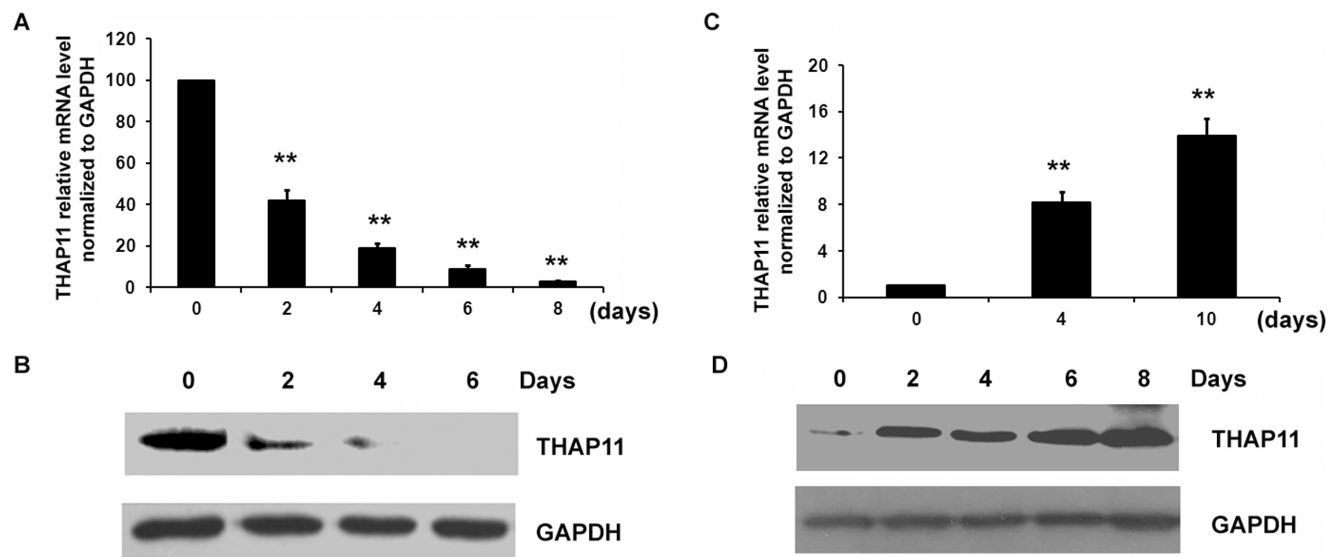 A
THAP11 relative mRNA level
normalized to GAPDH
120
100
80
60
40
20
0
**
**
**
**
0 2 4 6 8 (days)
B
0 2 4 6 Days
THAP11
GAPDH
C
THAP11 relative mRNA level
normalized to GAPDH
20
16
12
8
4
0
**
**
0 4 10 (days)
D
0 2 4 6 8 Days
THAP11
GAPDH